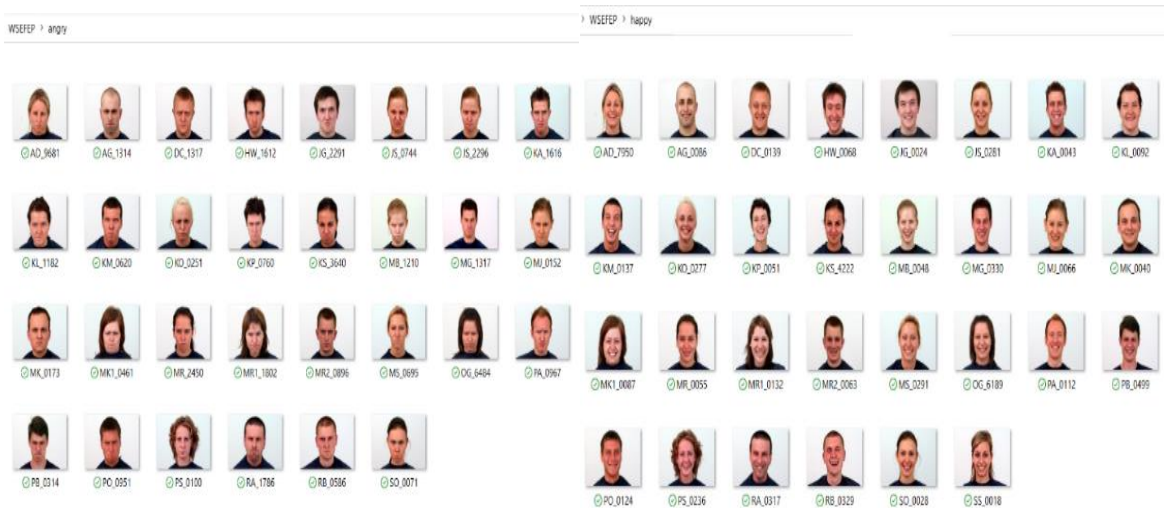 WSEFEP > angry
AD_9681 AG_1314 DC_1317 HW_1612 JG_2291 JS_0744 JS_2296 KA_1616
KL_1182 KM_0620 KO_0251 KP_0760 KS_3640 MB_1210 MG_1317 MJ_0152
MK_0173 MK1_0461 MR_2450 MR1_1802 MR2_0896 MS_0695 OG_6484 PA_0967
PB_0314 PO_0951 PS_0100 RA_1786 RB_0586 SO_0071
> WSEFEP > happy
AD_7950 AG_0086 DC_0139 HW_0068 JG_0024 JS_0281 KA_0043 KL_0092
KM_0137 KO_0277 KP_0051 KS_4222 MB_0048 MG_0330 MJ_0066 MK_0040
MK1_0087 MR_0055 MR1_0132 MR2_0063 MS_0291 OG_6189 PA_0112 PB_0499
PO_0124 PS_0236 RA_0317 RB_0329 SO_0028 SS_0018